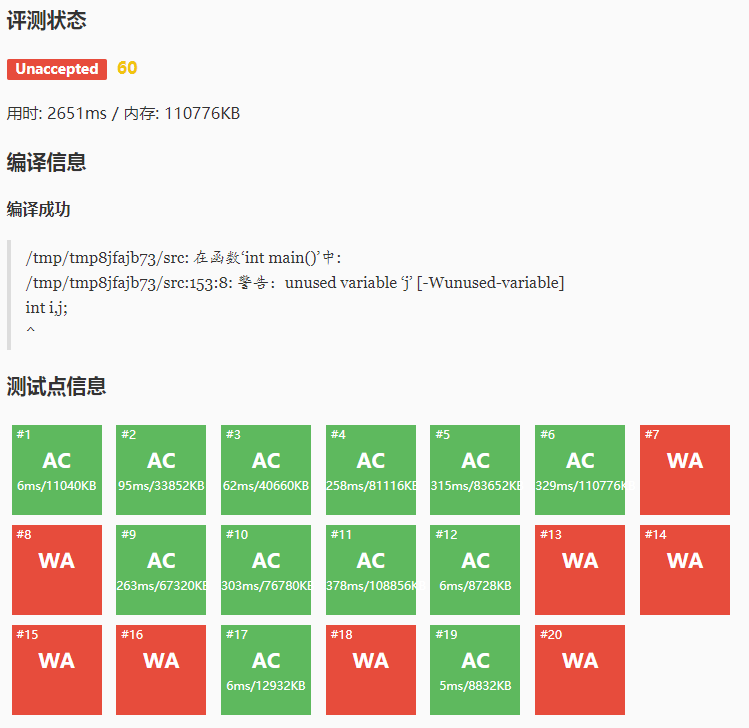 评测状态
Unaccepted 60
用时: 2651ms / 内存: 110776KB
编译信息
编译成功
/tmp/tmp8jfajb73/src: 在函数‘int main()’中:
/tmp/tmp8jfajb73/src:153:8: 警告：unused variable ‘j’ [-Wunused-variable]
int i,j;
^
测试点信息
#1 #2 #3 #4 #5 #6 #7
AC AC AC AC AC AC WA
6ms/11040KB 95ms/33852KB 62ms/40660KB 258ms/81116KB 315ms/83652KB 329ms/110776K
#8 #9 #10 #11 #12 #13 #14
WA AC AC AC AC WA WA
263ms/67320KB 303ms/76780KB 378ms/108856K 6ms/8728KB
#15 #16 #17 #18 #19 #20
WA WA AC WA AC WA
6ms/12932KB 5ms/8832KB